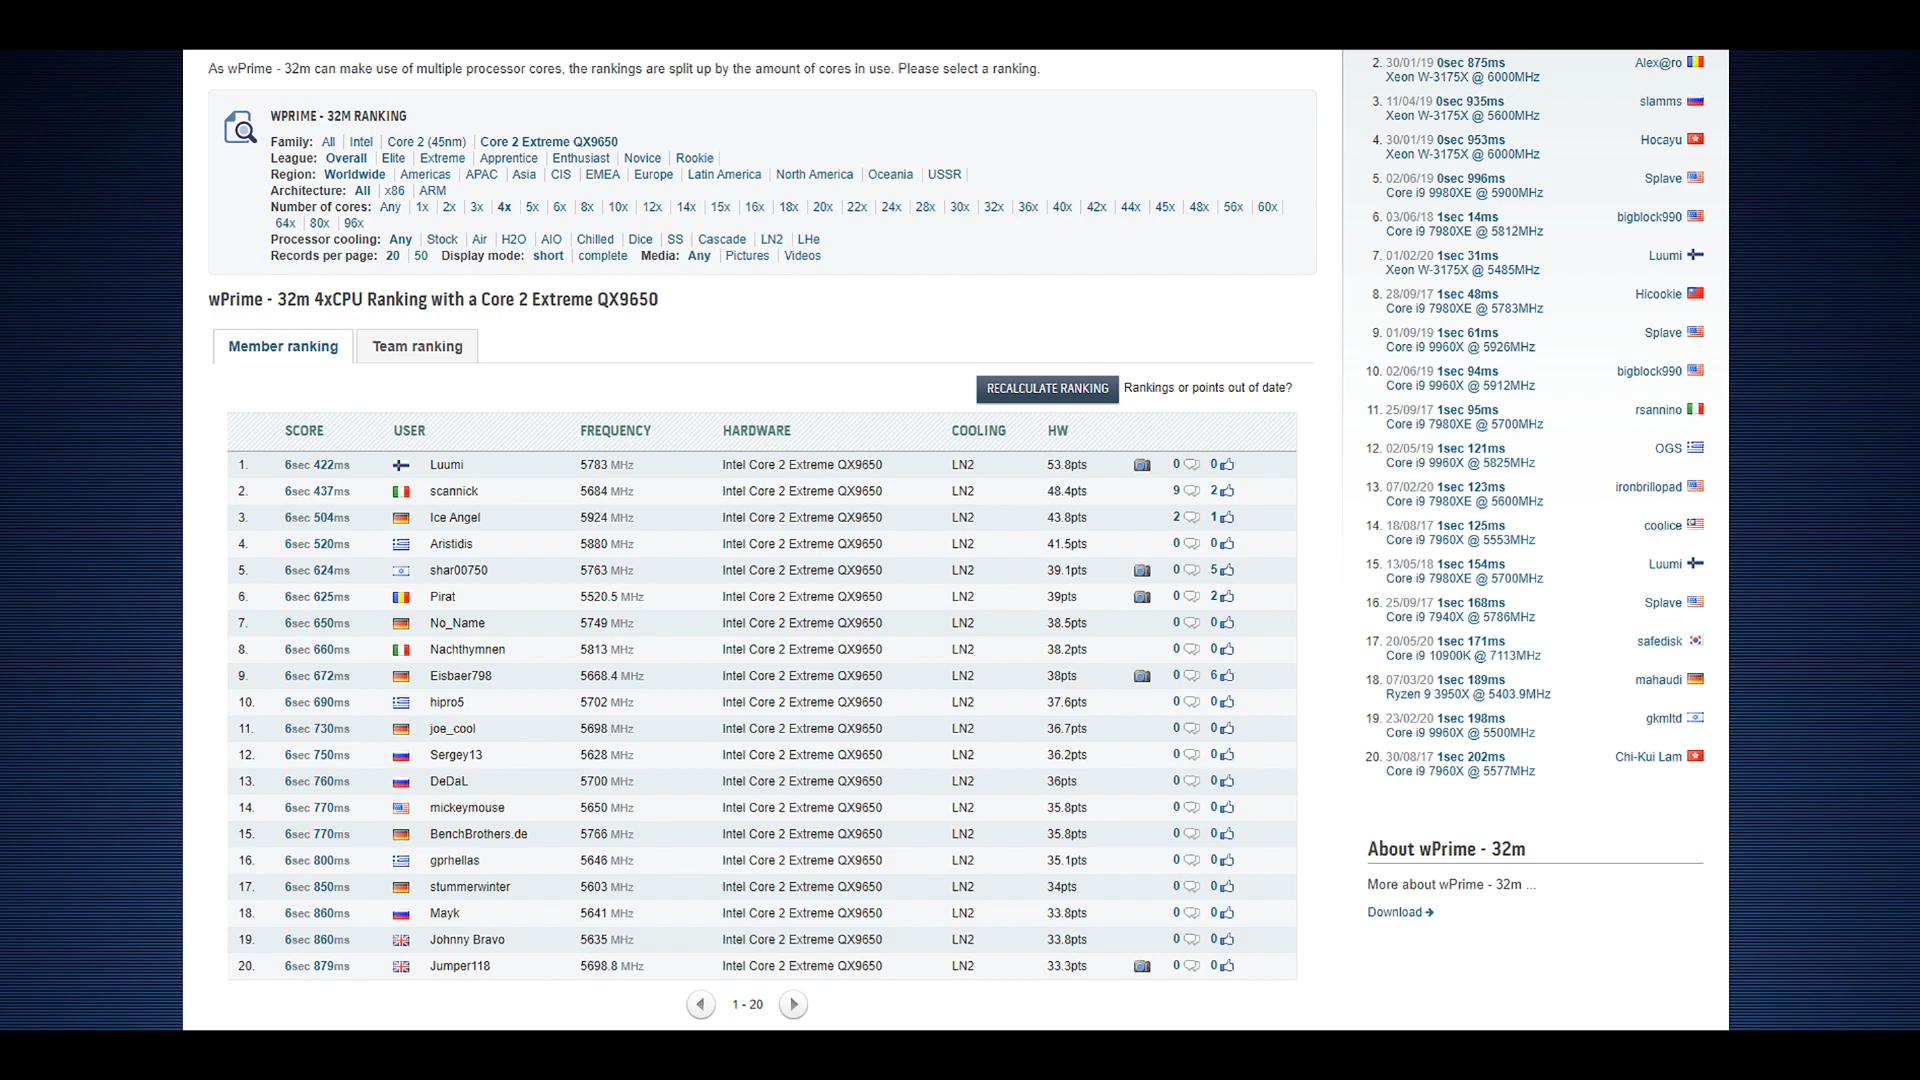 As wPrime - 32m can make use of multiple processor cores, the rankings are split up by the amount of cores in use. Please select a ranking.
WPRIME - 32M RANKING
Family: All | Intel | Core 2 (45nm) | Core 2 Extreme QX9650
League: Overall | Elite | Extreme | Apprentice | Enthusiast | Novice | Rookie |
Region: Worldwide | Americas | APAC | Asia | CIS | EMEA | Europe | Latin America | North America | Oceania | USSR |
Architecture: All | x86 | ARM
Number of cores: Any | 1x | 2x | 3x | 4x | 5x | 6x | 8x | 10x | 12x | 14x | 15x | 16x | 18x | 20x | 22x | 24x | 28x | 30x | 32x | 36x | 40x | 42x | 44x | 45x | 48x | 56x | 60x |
64x | 80x | 96x
Processor cooling: Any | Stock | Air | H2O | AIO | Chilled | Dice | SS | Cascade | LN2 | LHe
Records per page: 20 | 50 Display mode: short | complete Media: Any | Pictures | Videos
wPrime - 32m 4xCPU Ranking with a Core 2 Extreme QX9650
Member ranking Team ranking
RECALCULATE RANKING Rankings or points out of date?
SCORE USER FREQUENCY HARDWARE COOLING HW
1. 6sec 422ms Luumi 5783 MHz Intel Core 2 Extreme QX9650 LN2 53.8pts 0 0
2. 6sec 437ms scannick 5684 MHz Intel Core 2 Extreme QX9650 LN2 48.4pts 9 2
3. 6sec 504ms Ice Angel 5924 MHz Intel Core 2 Extreme QX9650 LN2 43.8pts 2 1
4. 6sec 520ms Aristidis 5880 MHz Intel Core 2 Extreme QX9650 LN2 41.5pts 0 0
5. 6sec 624ms shar00750 5763 MHz Intel Core 2 Extreme QX9650 LN2 39.1pts 0 5
6. 6sec 625ms Pirat 5520.5 MHz Intel Core 2 Extreme QX9650 LN2 39pts 0 2
7. 6sec 650ms No_Name 5749 MHz Intel Core 2 Extreme QX9650 LN2 38.5pts 0 0
8. 6sec 660ms Nachthymnen 5813 MHz Intel Core 2 Extreme QX9650 LN2 38.2pts 0 0
9. 6sec 672ms Eisbaer798 5668.4 MHz Intel Core 2 Extreme QX9650 LN2 38pts 0 6
10. 6sec 690ms hipro5 5702 MHz Intel Core 2 Extreme QX9650 LN2 37.6pts 0 0
11. 6sec 730ms joe_cool 5698 MHz Intel Core 2 Extreme QX9650 LN2 36.7pts 0 0
12. 6sec 750ms Sergey13 5628 MHz Intel Core 2 Extreme QX9650 LN2 36.2pts 0 0
13. 6sec 760ms DeDaL 5700 MHz Intel Core 2 Extreme QX9650 LN2 36pts 0 0
14. 6sec 770ms mickeymouse 5650 MHz Intel Core 2 Extreme QX9650 LN2 35.8pts 0 0
15. 6sec 770ms BenchBrothers.de 5766 MHz Intel Core 2 Extreme QX9650 LN2 35.8pts 0 0
16. 6sec 800ms gprhellas 5646 MHz Intel Core 2 Extreme QX9650 LN2 35.1pts 0 0
17. 6sec 850ms stummerwinter 5603 MHz Intel Core 2 Extreme QX9650 LN2 34pts 0 0
18. 6sec 860ms Mayk 5641 MHz Intel Core 2 Extreme QX9650 LN2 33.8pts 0 0
19. 6sec 860ms Johnny Bravo 5635 MHz Intel Core 2 Extreme QX9650 LN2 33.8pts 0 0
20. 6sec 879ms Jumper118 5698.8 MHz Intel Core 2 Extreme QX9650 LN2 33.3pts 0 0
1 - 20
2. 30/01/19 0sec 875ms Alex@ro
Xeon W-3175X @ 6000MHz
3. 11/04/19 0sec 935ms slamms
Xeon W-3175X @ 5600MHz
4. 30/01/19 0sec 953ms Hocayu
Xeon W-3175X @ 6000MHz
5. 02/06/19 0sec 996ms Splave
Core i9 9980XE @ 5900MHz
6. 03/06/18 1sec 14ms bigblock990
Core i9 7980XE @ 5812MHz
7. 01/02/20 1sec 31ms Luumi
Xeon W-3175X @ 5485MHz
8. 28/09/17 1sec 48ms Hicookie
Core i9 7980XE @ 5783MHz
9. 01/09/19 1sec 61ms Splave
Core i9 9960X @ 5926MHz
10. 02/06/19 1sec 94ms bigblock990
Core i9 9960X @ 5912MHz
11. 25/09/17 1sec 95ms rsannino
Core i9 7980XE @ 5700MHz
12. 02/05/19 1sec 121ms OGS
Core i9 9960X @ 5825MHz
13. 07/02/20 1sec 123ms ironbrillopad
Core i9 7980XE @ 5600MHz
14. 18/08/17 1sec 125ms coolice
Core i9 7960X @ 5553MHz
15. 13/05/18 1sec 154ms Luumi
Core i9 7980XE @ 5700MHz
16. 25/09/17 1sec 168ms Splave
Core i9 7940X @ 5786MHz
17. 20/05/20 1sec 171ms safedisk
Core i9 10900K @ 7113MHz
18. 07/03/20 1sec 189ms mahaudi
Ryzen 9 3950X @ 5403.9MHz
19. 23/02/20 1sec 198ms gkmltd
Core i9 9960X @ 5500MHz
20. 30/08/17 1sec 202ms Chi-Kui Lam
Core i9 7960X @ 5577MHz
About wPrime - 32m
More about wPrime - 32m ...
Download